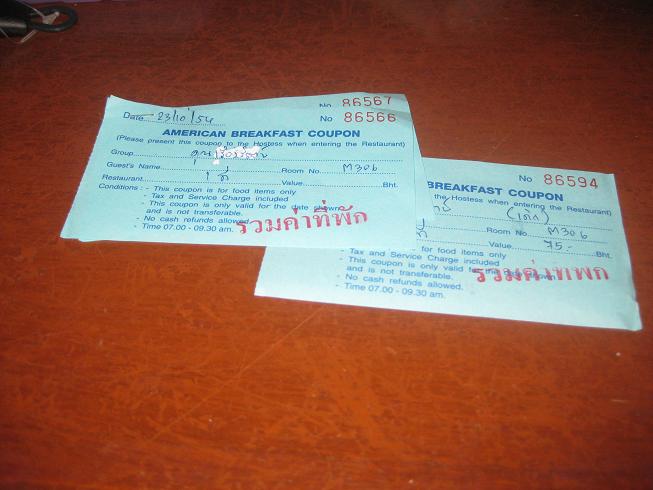 No. 86567
Date 23/10/54 No 86566
AMERICAN BREAKFAST COUPON
(Please present this coupon to the Hostess when entering the Restaurant)
Group
Guest's Name Room No. M306
Restaurant 1 ที่ Value Bht.
Conditions : - This coupon is for food items only
- Tax and Service Charge included
- This coupon is only valid for the date shown
and is not transferable.
- No cash refunds allowed.
- Time 07.00 - 09.30 am.
รวมค่าที่พัก
No 86594
BREAKFAST COUPON
the Hostess when entering the Restaurant)
(เด็ก)
Room No. M306
Value 75.- Bht.
for food items only
- Tax and Service Charge included
- This coupon is only valid for
and is not transferable.
- No cash refunds allowed.
- Time 07.00 - 09.30 am.
รวมค่าที่พัก